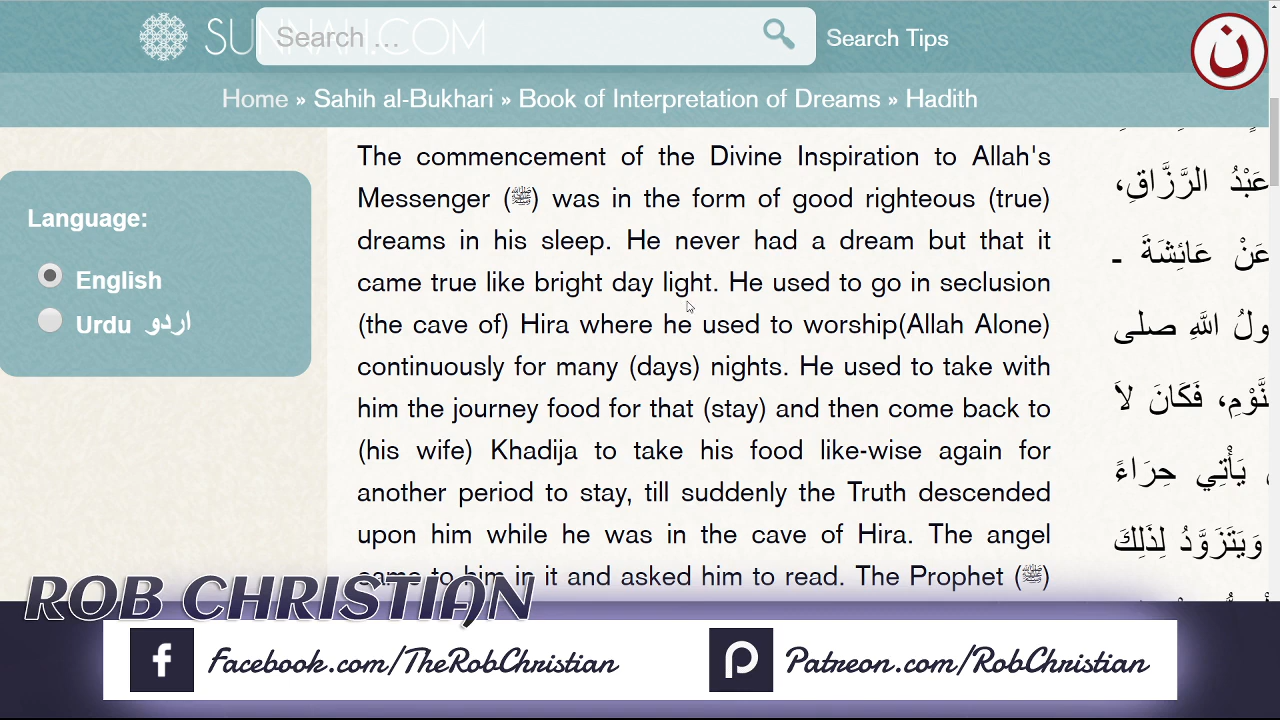 SUNNAH.COM
Search ...
Search Tips
ن
Home » Sahih al-Bukhari » Book of Interpretation of Dreams » Hadith
Language:
English
Urdu اردو
The commencement of the Divine Inspiration to Allah's
Messenger (ﷺ) was in the form of good righteous (true)
dreams in his sleep. He never had a dream but that it
came true like bright day light. He used to go in seclusion
(the cave of) Hira where he used to worship(Allah Alone)
continuously for many (days) nights. He used to take with
him the journey food for that (stay) and then come back to
(his wife) Khadija to take his food like-wise again for
another period to stay, till suddenly the Truth descended
upon him while he was in the cave of Hira. The angel
came to him in it and asked him to read. The Prophet (ﷺ)
عَبْدُ الرَّزَّاقِ،
عَنْ عَائِشَةَ ـ
اللَّهِ صلى
فَكَانَ لاَ
يَأْتِي حِرَاءً
وَيَتَزَوَّدُ لِذَلِكَ
ROB CHRISTIAN
Facebook.com/TheRobChristian
Patreon.com/RobChristian